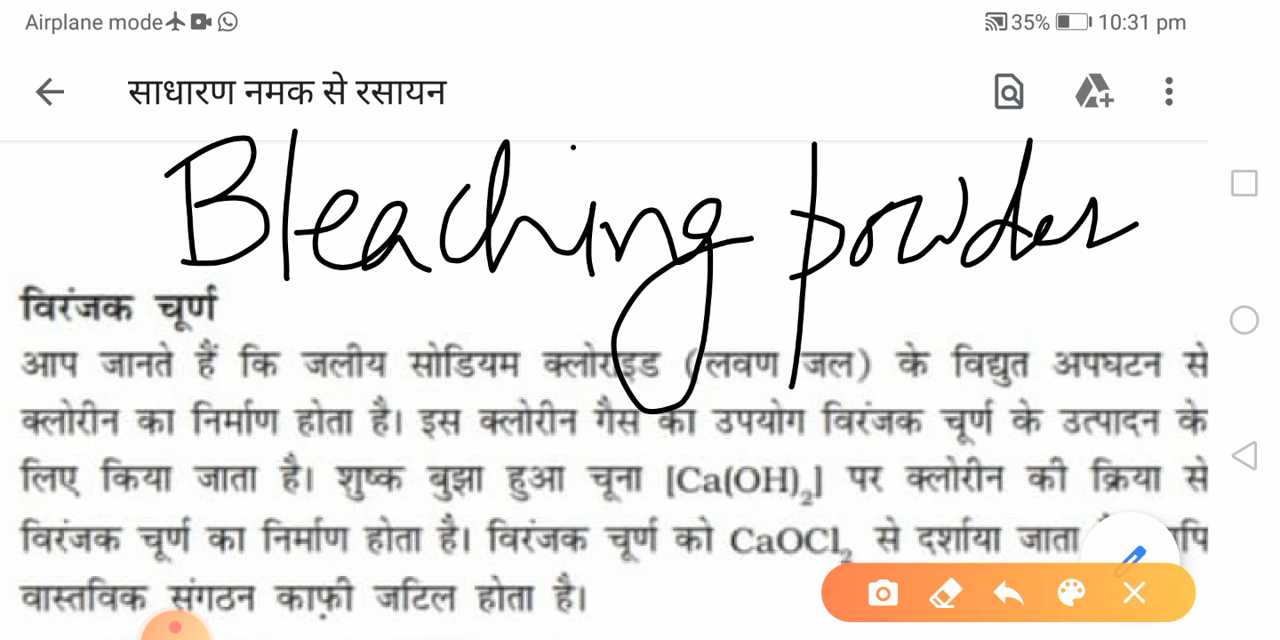 Airplane mode 35% 10:31 pm
साधारण नमक से रसायन
Bleaching powder
विरंजक चूर्ण
आप जानते हैं कि जलीय सोडियम क्लोराइड (लवण जल) के विद्युत अपघटन से
क्लोरीन का निर्माण होता है। इस क्लोरीन गैस का उपयोग विरंजक चूर्ण के उत्पादन के
लिए किया जाता है। शुष्क बुझा हुआ चूना [Ca(OH)₂] पर क्लोरीन की क्रिया से
विरंजक चूर्ण का निर्माण होता है। विरंजक चूर्ण को CaOCl₂ से दर्शाया जाता
वास्तविक संगठन काफ़ी जटिल होता है।